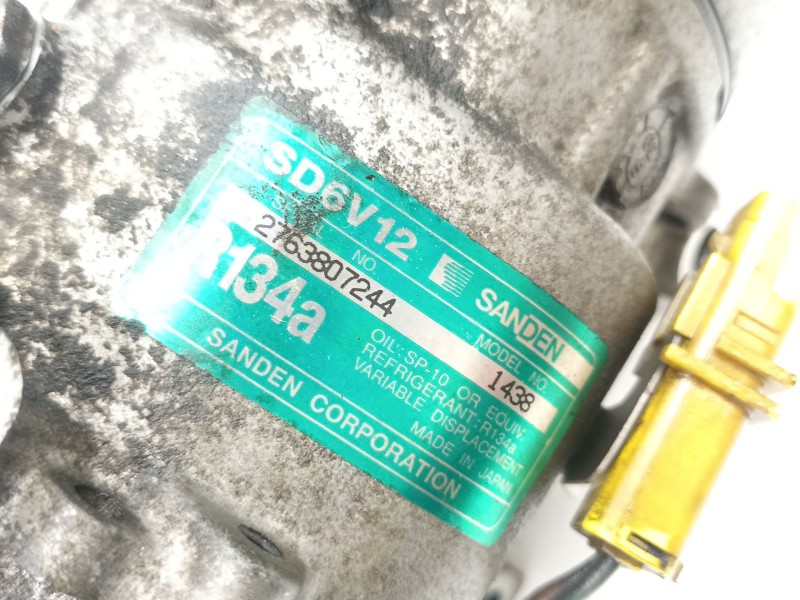 SD6V12 SANDEN
SERIAL NO. MODEL NO.
2763807244 1438
R134a
OIL: SP-10 OR EQUIV.
REFRIGERANT: R134a
VARIABLE DISPLACEMENT
MADE IN JAPAN
SANDEN CORPORATION